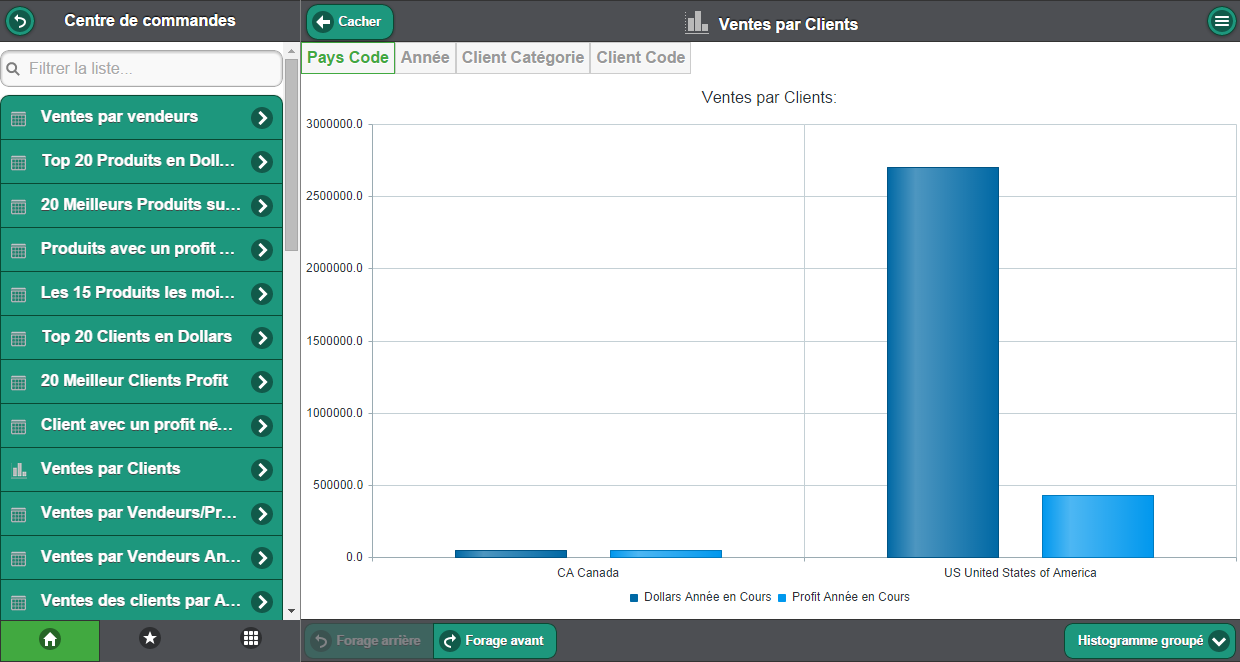 Centre de commandes
Filtrer la liste...
Ventes par vendeurs
Top 20 Produits en Doll...
20 Meilleurs Produits su...
Produits avec un profit ...
Les 15 Produits les moi...
Top 20 Clients en Dollars
20 Meilleur Clients Profit
Client avec un profit né...
Ventes par Clients
Ventes par Vendeurs/Pr...
Ventes par Vendeurs An...
Ventes des clients par A...
Cacher
Ventes par Clients
Pays Code Année Client Catégorie Client Code
Ventes par Clients:
3000000.0
2500000.0
2000000.0
1500000.0
1000000.0
500000.0
0.0
CA Canada US United States of America
Dollars Année en Cours Profit Année en Cours
Forage arrière Forage avant Histogramme groupé